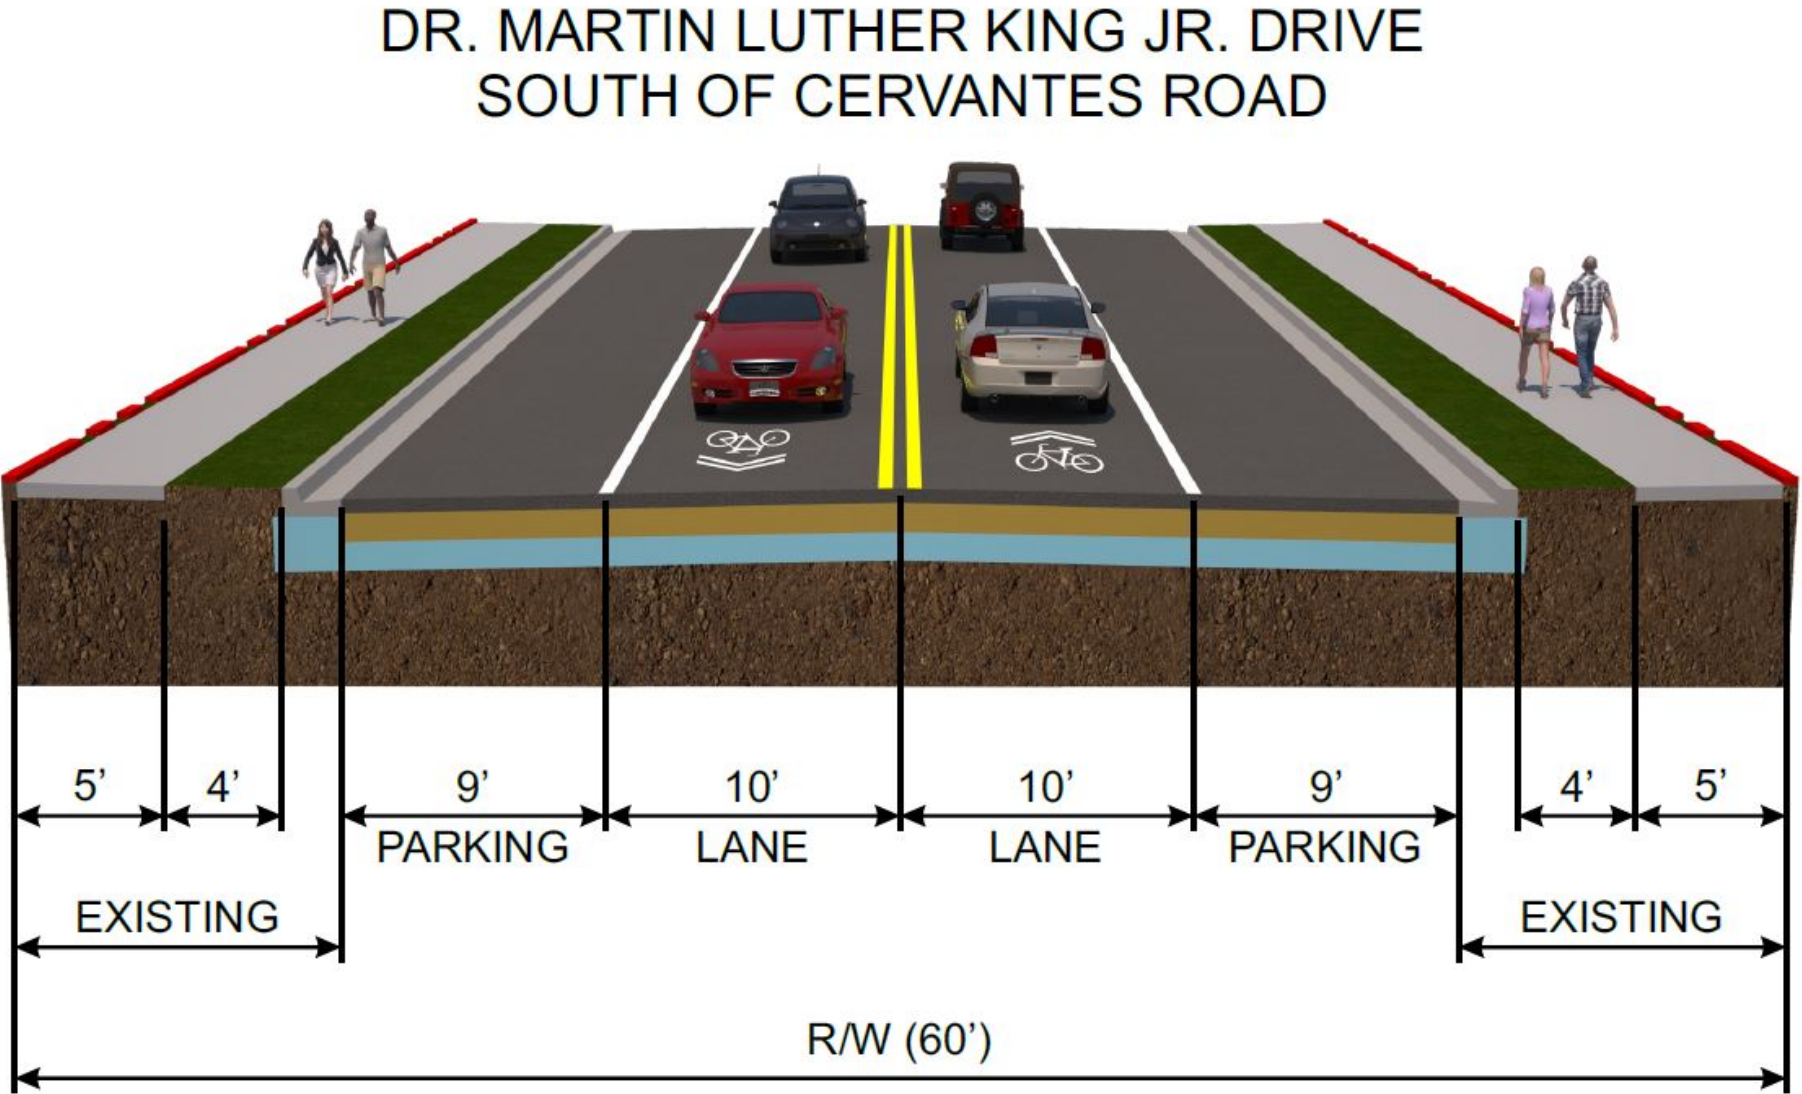 DR. MARTIN LUTHER KING JR. DRIVE
SOUTH OF CERVANTES ROAD
5’ 4’ 9’ 10’ 10’ 9’ 4’ 5’
PARKING LANE LANE PARKING
EXISTING EXISTING
R/W (60’)